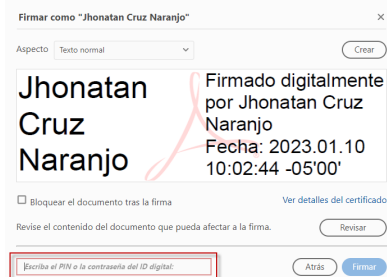 Firmar como "Jhonatan Cruz Naranjo"
Aspecto Texto normal Crear
Jhonatan
Cruz
Naranjo
Firmado digitalmente
por Jhonatan Cruz
Naranjo
Fecha: 2023.01.10
10:02:44 -05'00'
Bloquear el documento tras la firma Ver detalles del certificado
Revise el contenido del documento que pueda afectar a la firma. Revisar
Escriba el PIN o la contraseña del ID digital: Atrás Firmar